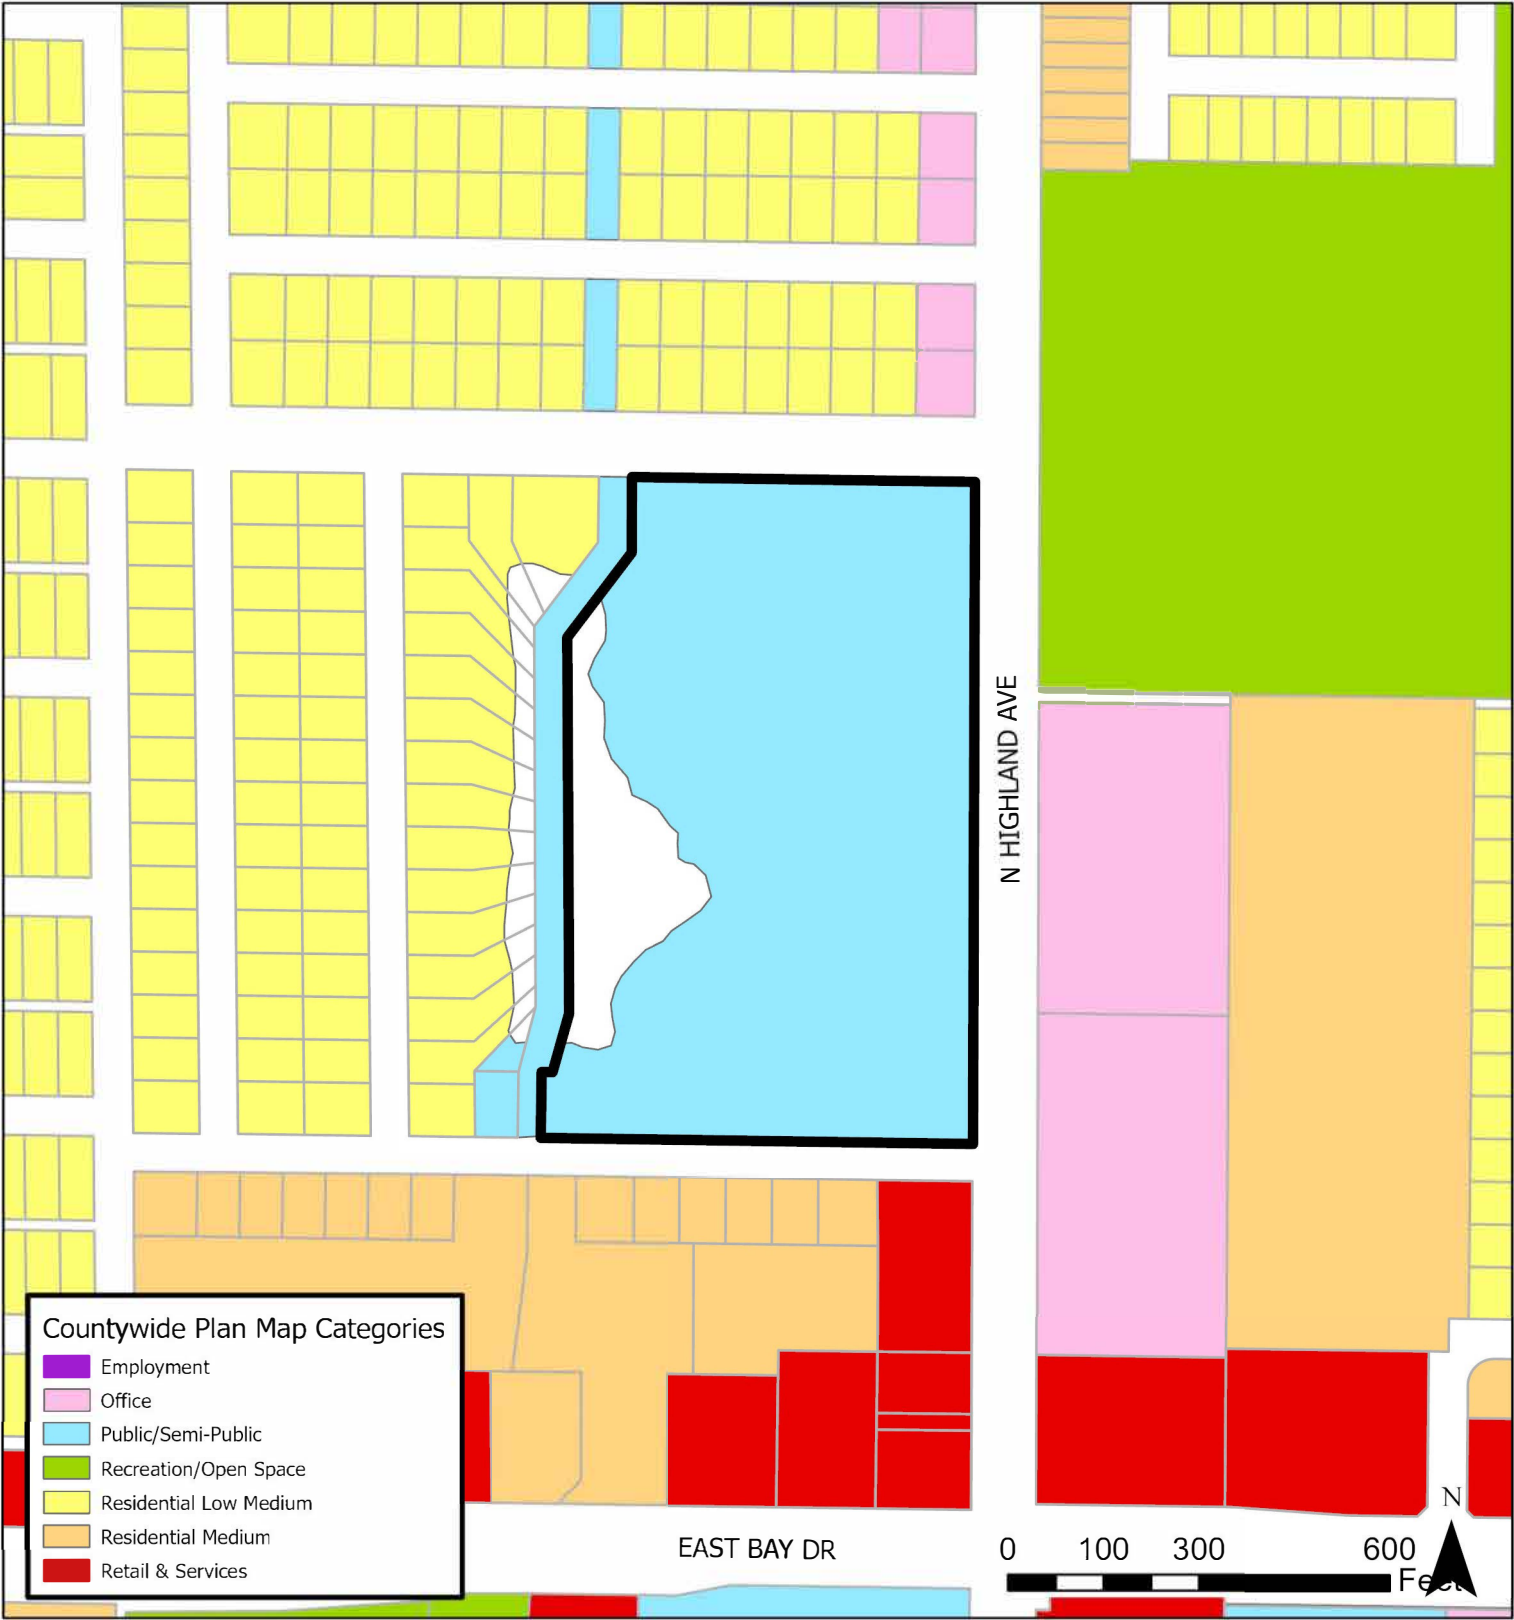 N HIGHLAND AVE
Countywide Plan Map Categories
Employment
Office
Public/Semi-Public
Recreation/Open Space
Residential Low Medium
Residential Medium
Retail & Services
EAST BAY DR
N
0 100 300 600
Feet